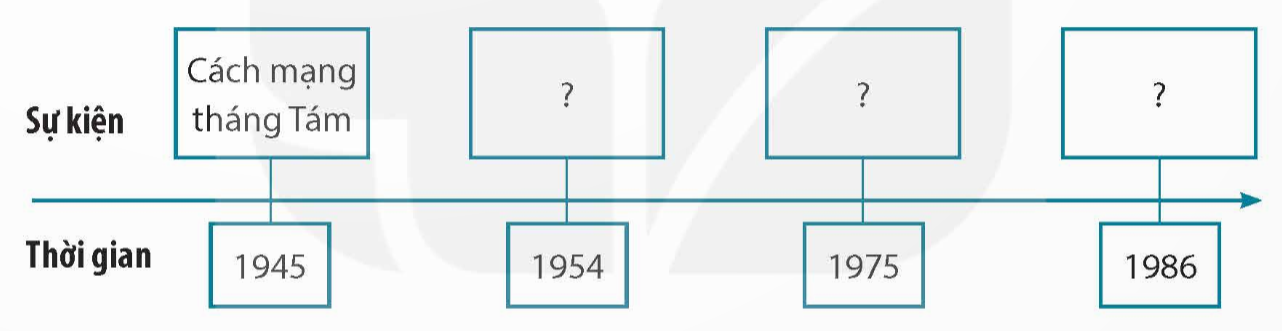 Sự kiện
Cách mạng
tháng Tám
?
?
?
Thời gian
1945
1954
1975
1986